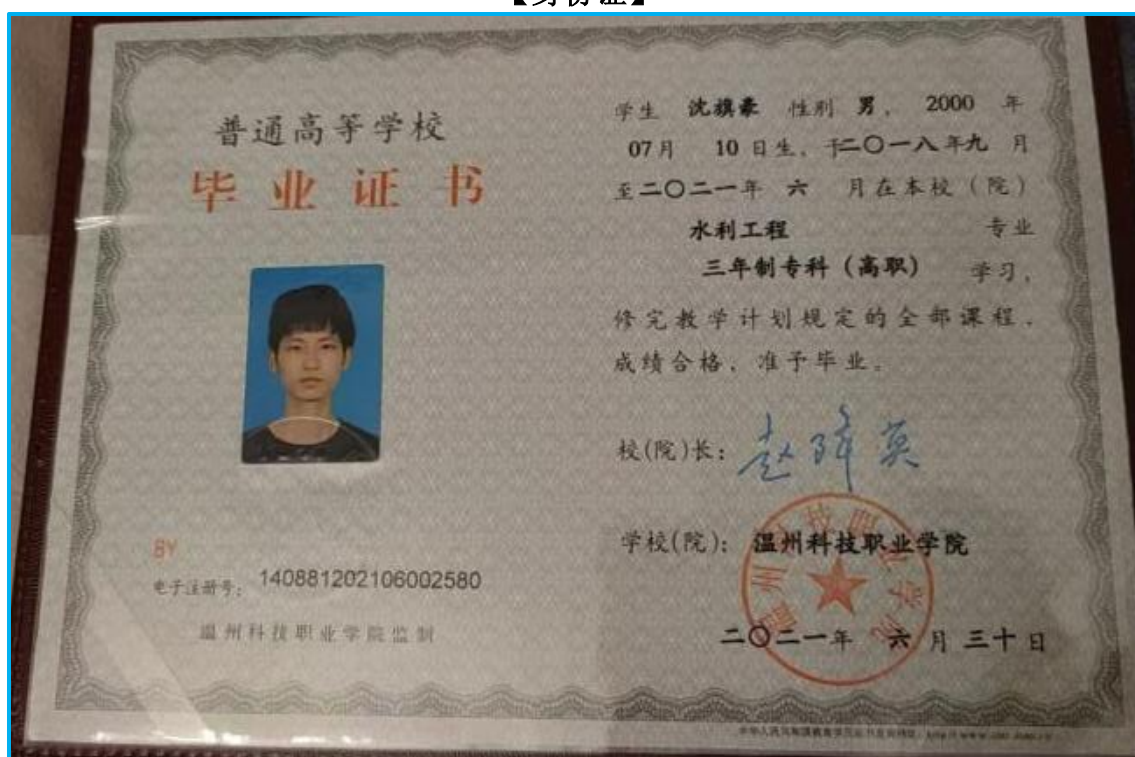 【身份证】
普通高等学校
毕业证书
BY
电子注册号: 140881202106002580
温州科技职业学院监制
学生 沈旗豪 性别 男, 2000 年
07月 10 日生, 于二〇一八年九 月
至二〇二一年 六 月在本校(院)
水利工程 专业
三年制专科(高职) 学习,
修完教学计划规定的全部课程,
成绩合格, 准予毕业。
校(院)长:
学校(院): 温州科技职业学院
二〇二一年 六 月 三十 日